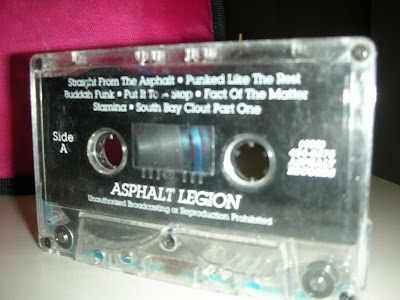 Straight From The Asphalt • Punked Like The Rest
Buddah Funk • Put It To A Stop • Fact Of The Matter
Stamina • South Bay Clout Part One
Side
A
ASPHALT LEGION
Unauthorized Broadcasting or Reproduction Prohibited